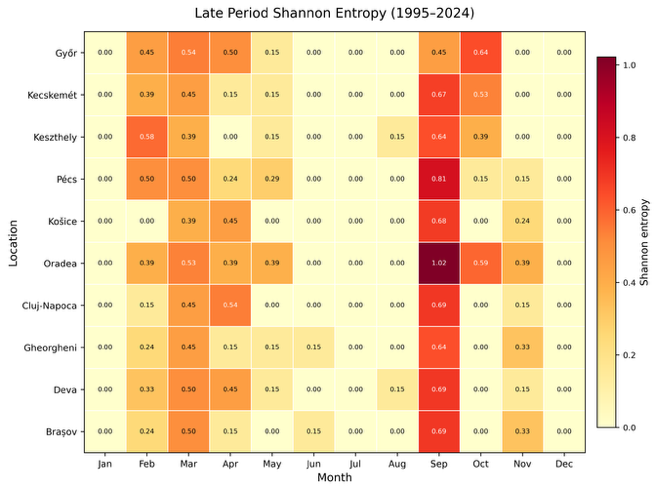 Late Period Shannon Entropy (1995–2024)
Győr 0.00 0.45 0.54 0.50 0.15 0.00 0.00 0.00 0.45 0.64 0.00 0.00
Kecskemét 0.00 0.39 0.45 0.15 0.15 0.00 0.00 0.00 0.67 0.53 0.00 0.00
Keszthely 0.00 0.58 0.39 0.00 0.15 0.00 0.00 0.15 0.64 0.39 0.00 0.00
Pécs 0.00 0.50 0.50 0.24 0.29 0.00 0.00 0.00 0.81 0.15 0.15 0.00
Košice 0.00 0.00 0.39 0.45 0.00 0.00 0.00 0.00 0.68 0.00 0.24 0.00
Oradea 0.00 0.39 0.53 0.39 0.39 0.00 0.00 0.00 1.02 0.59 0.39 0.00
Cluj-Napoca 0.00 0.15 0.45 0.54 0.00 0.00 0.00 0.00 0.69 0.00 0.15 0.00
Gheorgheni 0.00 0.24 0.45 0.15 0.15 0.15 0.00 0.00 0.64 0.00 0.33 0.00
Deva 0.00 0.33 0.50 0.45 0.15 0.00 0.00 0.15 0.69 0.00 0.15 0.00
Brașov 0.00 0.24 0.50 0.15 0.00 0.15 0.00 0.00 0.69 0.00 0.33 0.00
Jan Feb Mar Apr May Jun Jul Aug Sep Oct Nov Dec
Month
Location
1.0
0.8
0.6
0.4
0.2
0.0
Shannon entropy